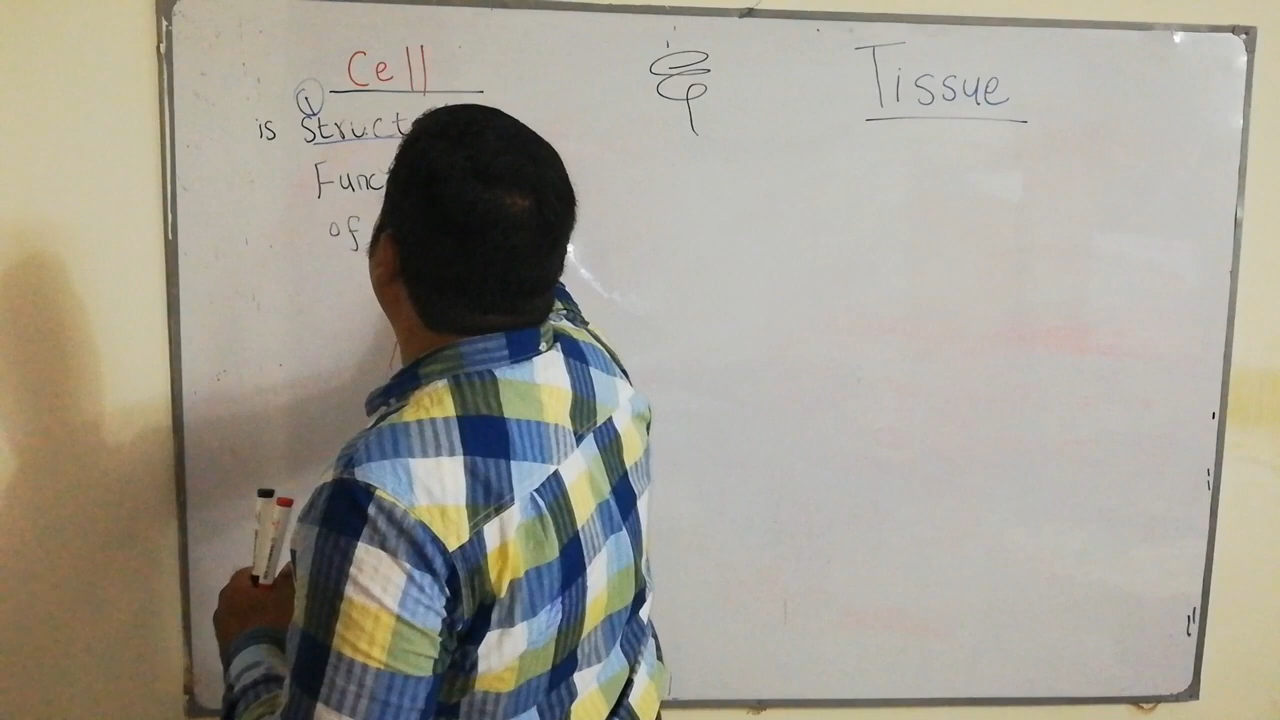 Cell & Tissue
①
is Struct
Func
of